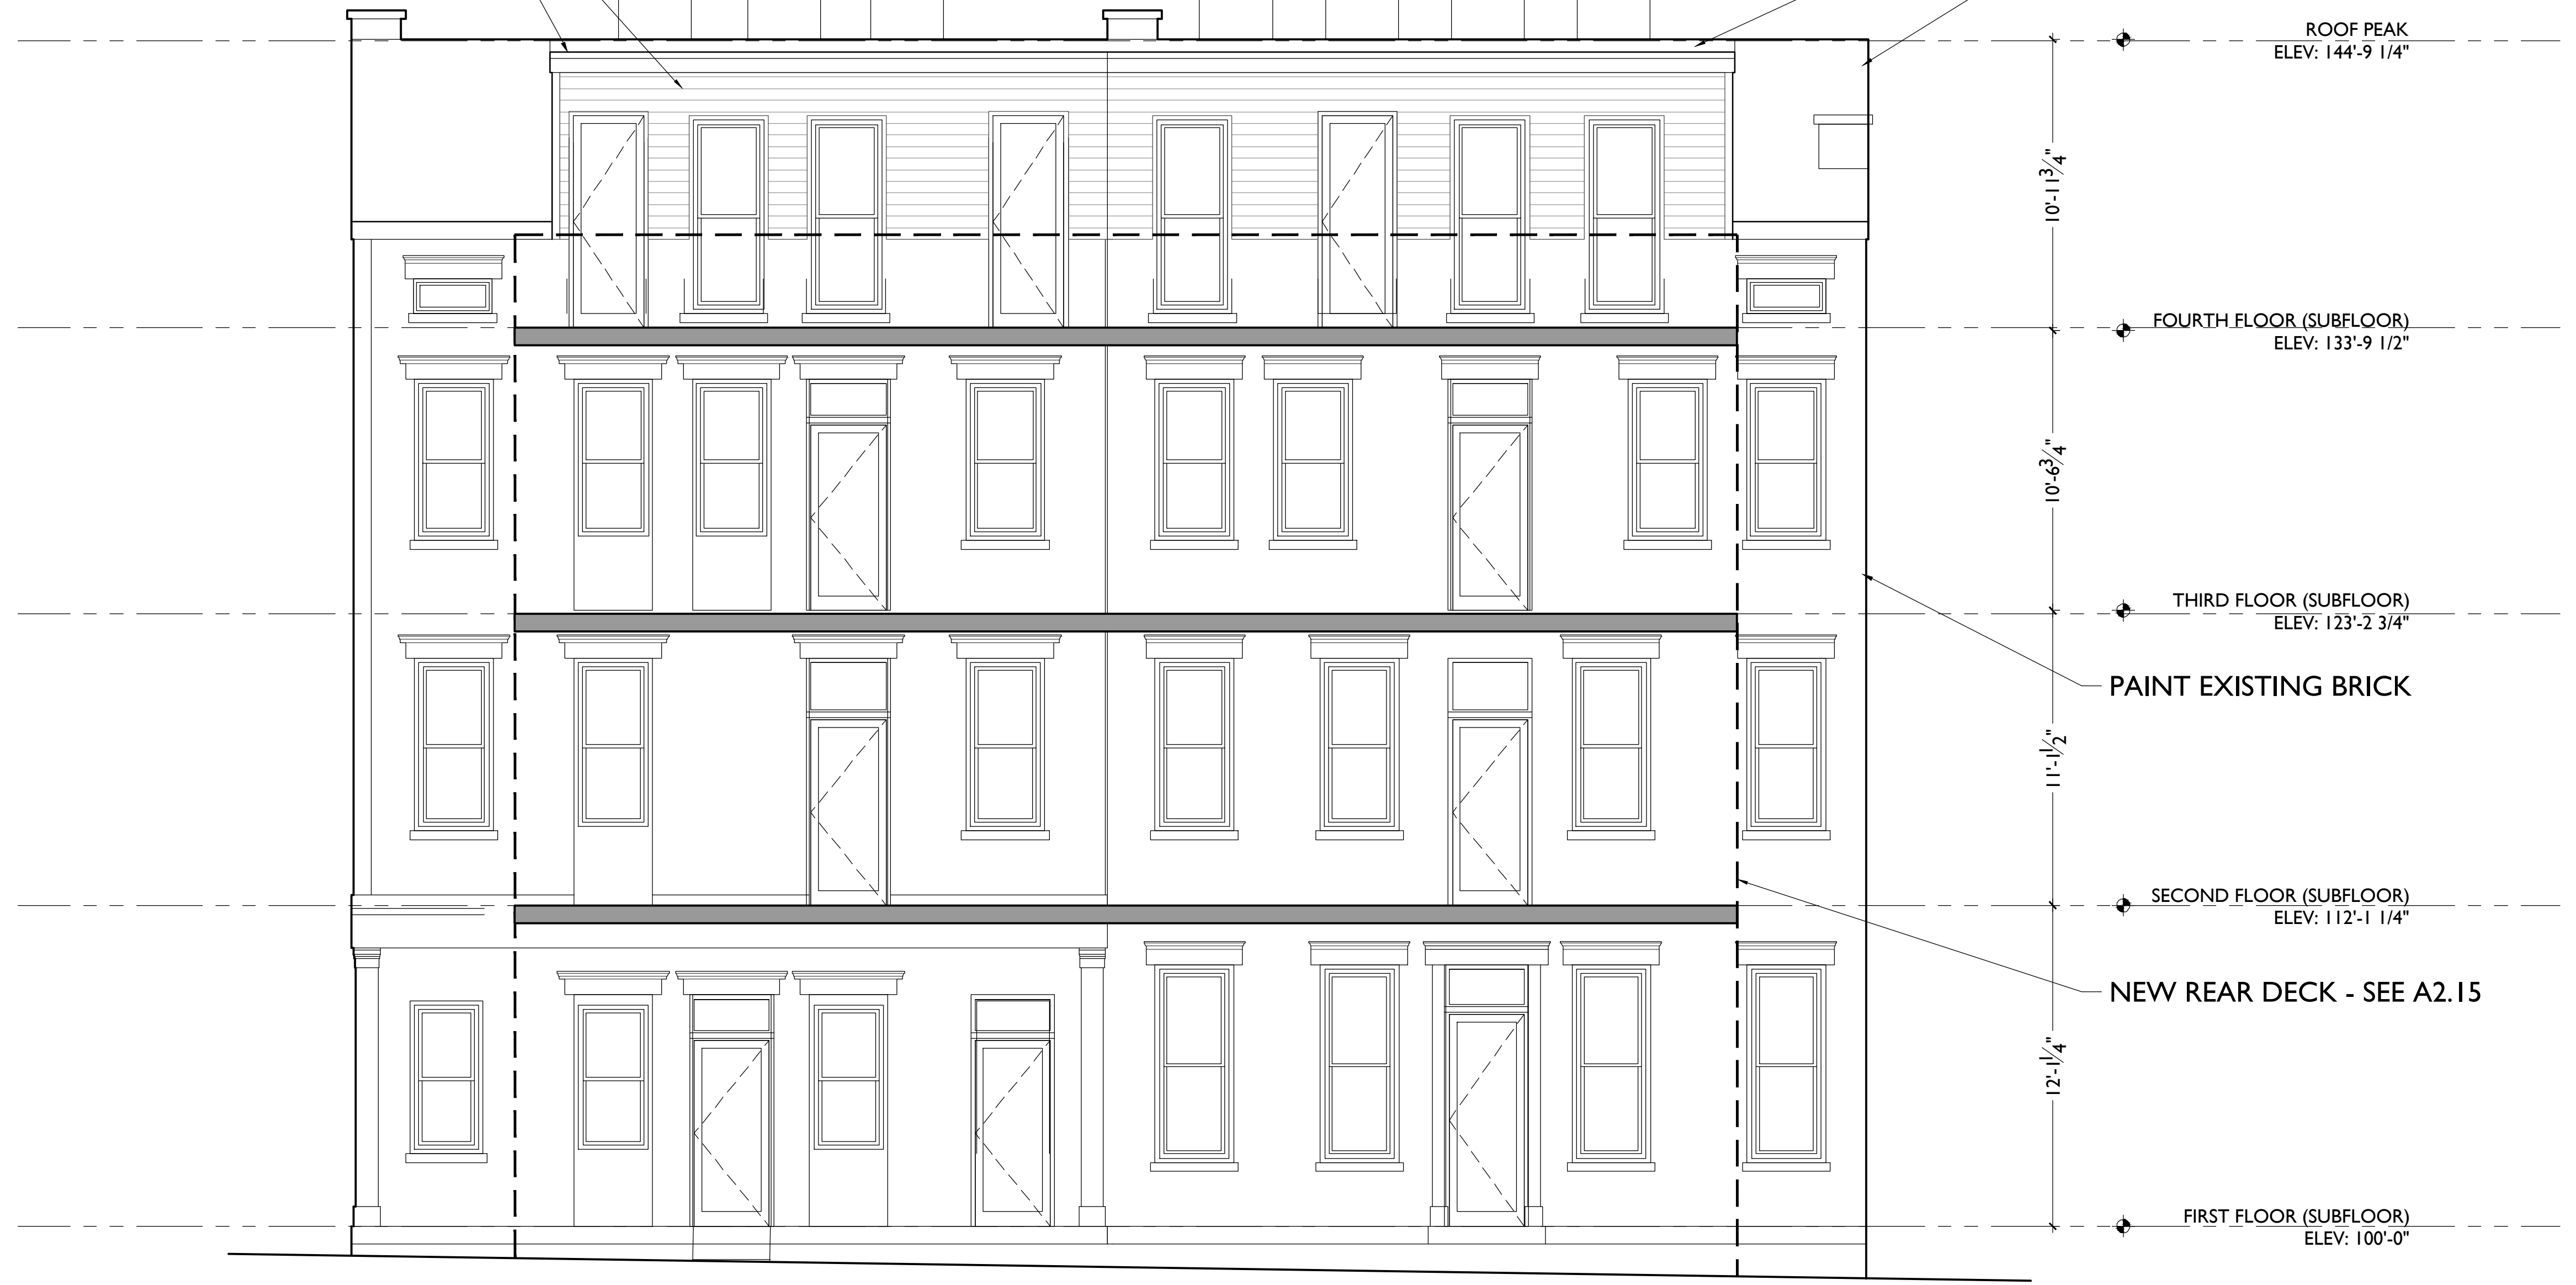 ROOF PEAK
ELEV: 144'-9 1/4"
10'-11 3/4"
FOURTH FLOOR (SUBFLOOR)
ELEV: 133'-9 1/2"
10'-6 3/4"
THIRD FLOOR (SUBFLOOR)
ELEV: 123'-2 3/4"
PAINT EXISTING BRICK
11'-1 1/2"
SECOND FLOOR (SUBFLOOR)
ELEV: 112'-1 1/4"
NEW REAR DECK - SEE A2.15
12'-1 1/4"
FIRST FLOOR (SUBFLOOR)
ELEV: 100'-0"